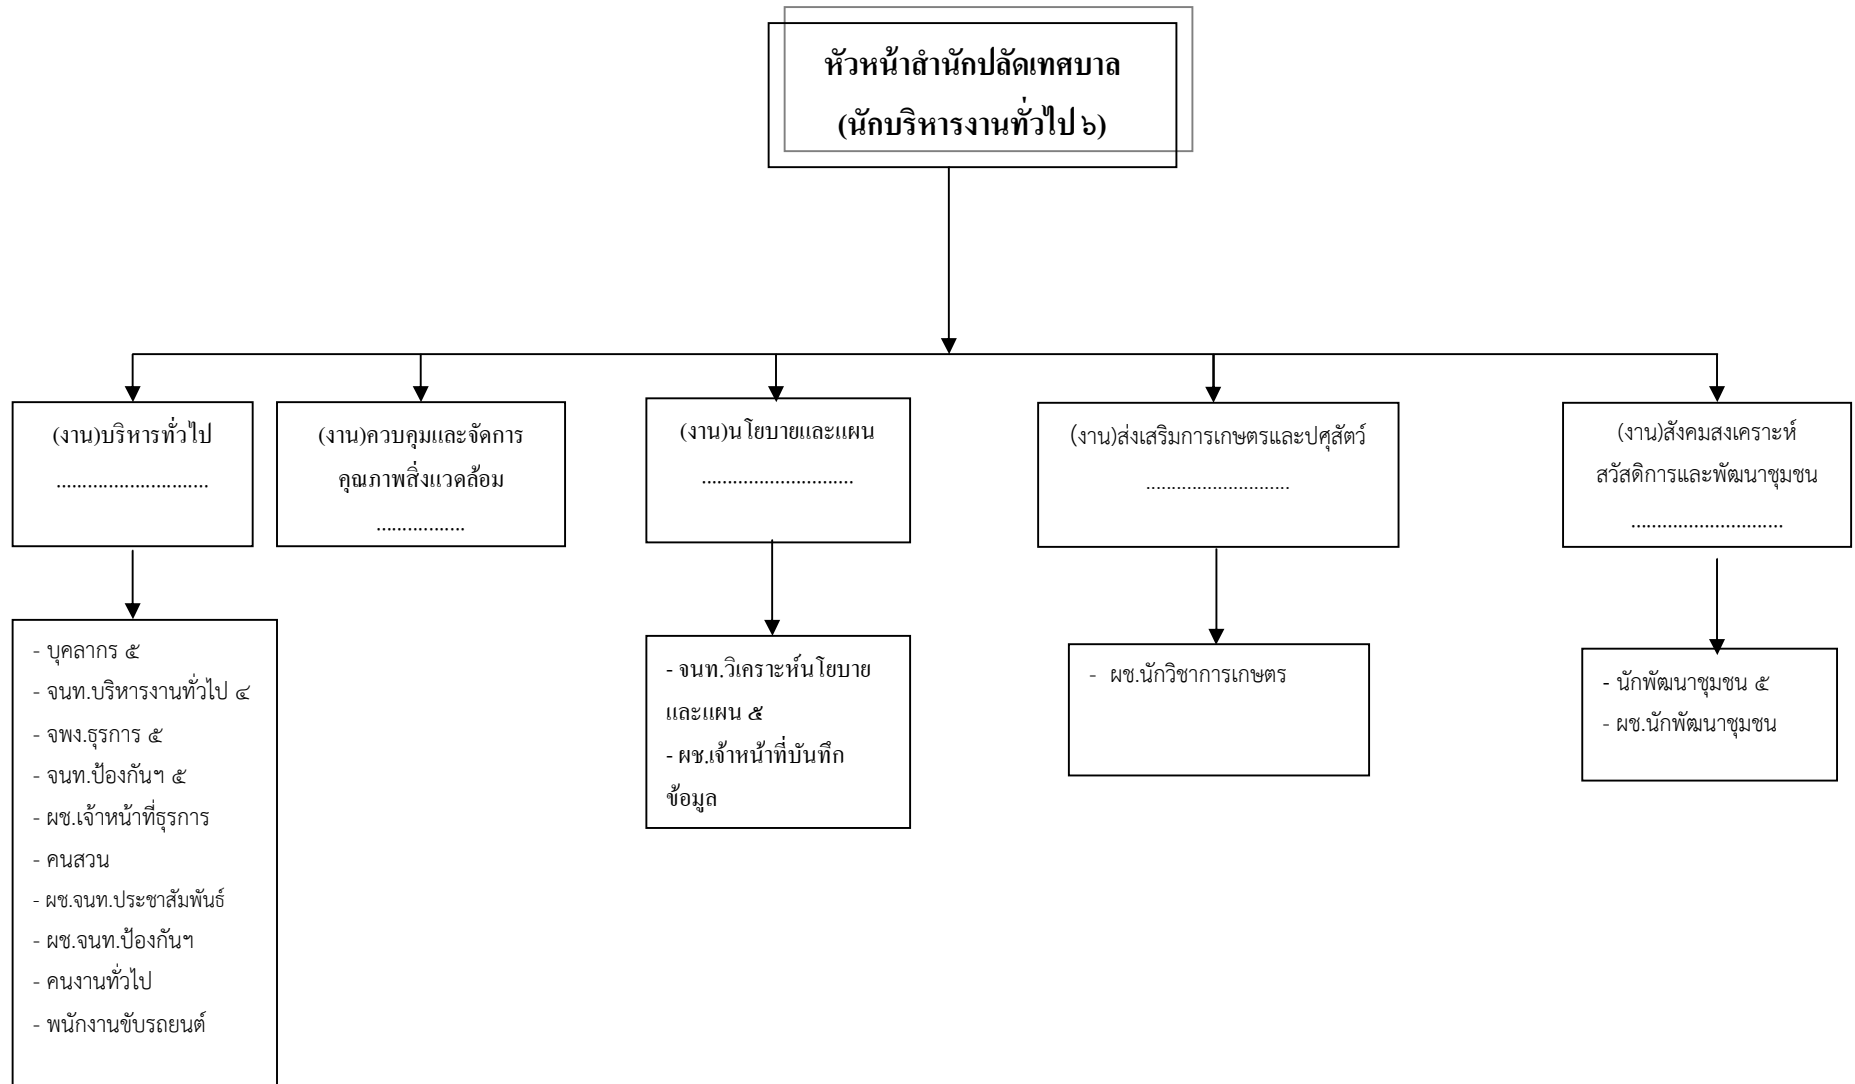 หัวหน้าสำนักปลัดเทศบาล
(นักบริหารงานทั่วไป ๖)
(งาน)บริหารทั่วไป
.............................
(งาน)ควบคุมและจัดการ
คุณภาพสิ่งแวดล้อม
.................
(งาน)นโยบายและแผน
.............................
(งาน)ส่งเสริมการเกษตรและปศุสัตว์
............................
(งาน)สังคมสงเคราะห์
สวัสดิการและพัฒนาชุมชน
.............................
- บุคลากร ๕
- จนท.บริหารงานทั่วไป ๔
- จพง.ธุรการ ๕
- จนท.ป้องกันฯ ๕
- ผช.เจ้าหน้าที่ธุรการ
- คนสวน
- ผช.จนท.ประชาสัมพันธ์
- ผช.จนท.ป้องกันฯ
- คนงานทั่วไป
- พนักงานขับรถยนต์
- จนท.วิเคราะห์นโยบาย
และแผน ๕
- ผช.เจ้าหน้าที่บันทึก
ข้อมูล
- ผช.นักวิชาการเกษตร
- นักพัฒนาชุมชน ๕
- ผช.นักพัฒนาชุมชน